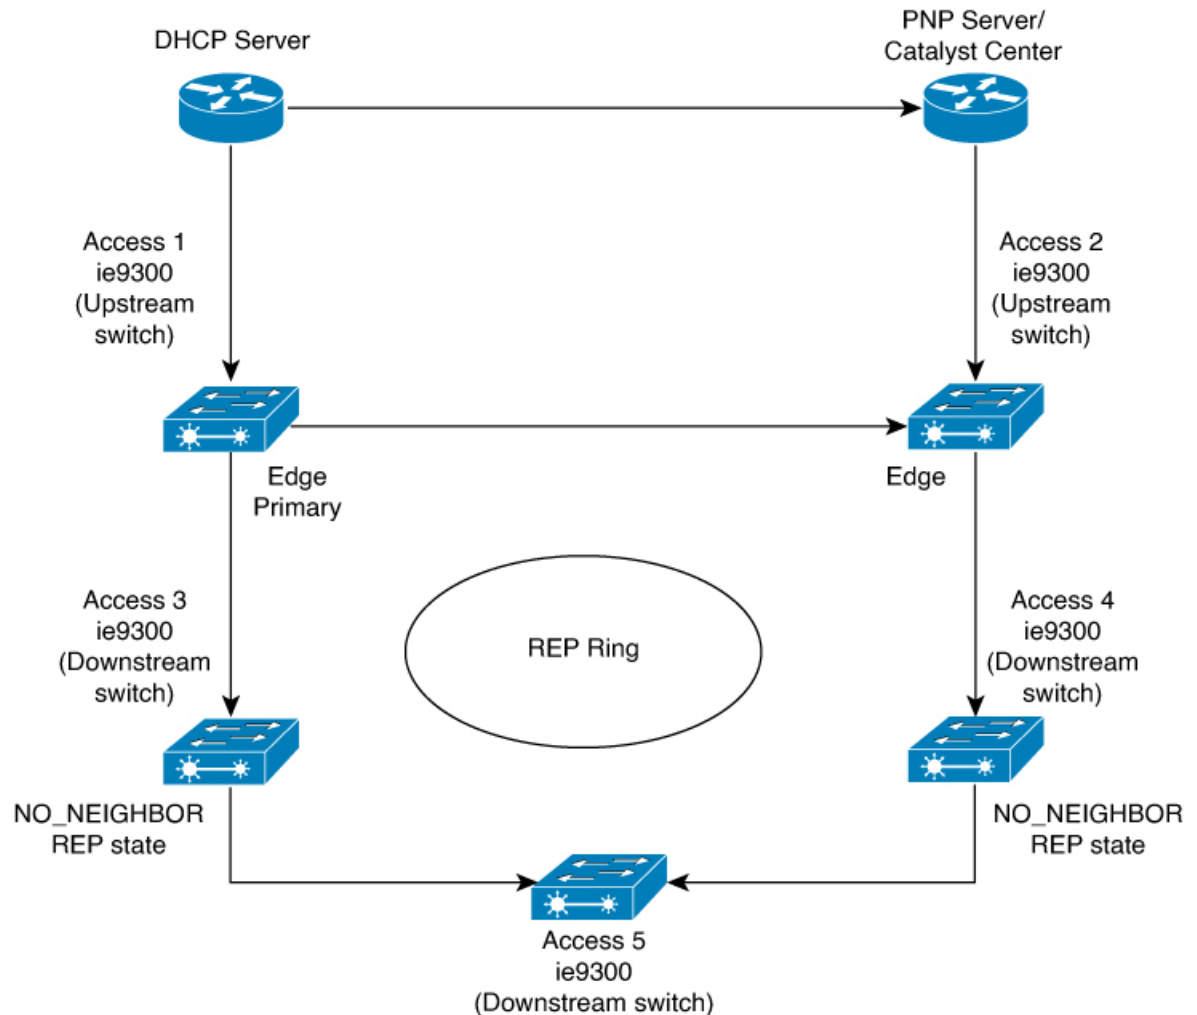 DHCP Server
PNP Server/
Catalyst Center
Access 1
ie9300
(Upstream
switch)
Access 2
ie9300
(Upstream
switch)
Edge
Primary
Edge
Access 3
ie9300
(Downstream
switch)
REP Ring
Access 4
ie9300
(Downstream
switch)
NO_NEIGHBOR
REP state
NO_NEIGHBOR
REP state
Access 5
ie9300
(Downstream switch)